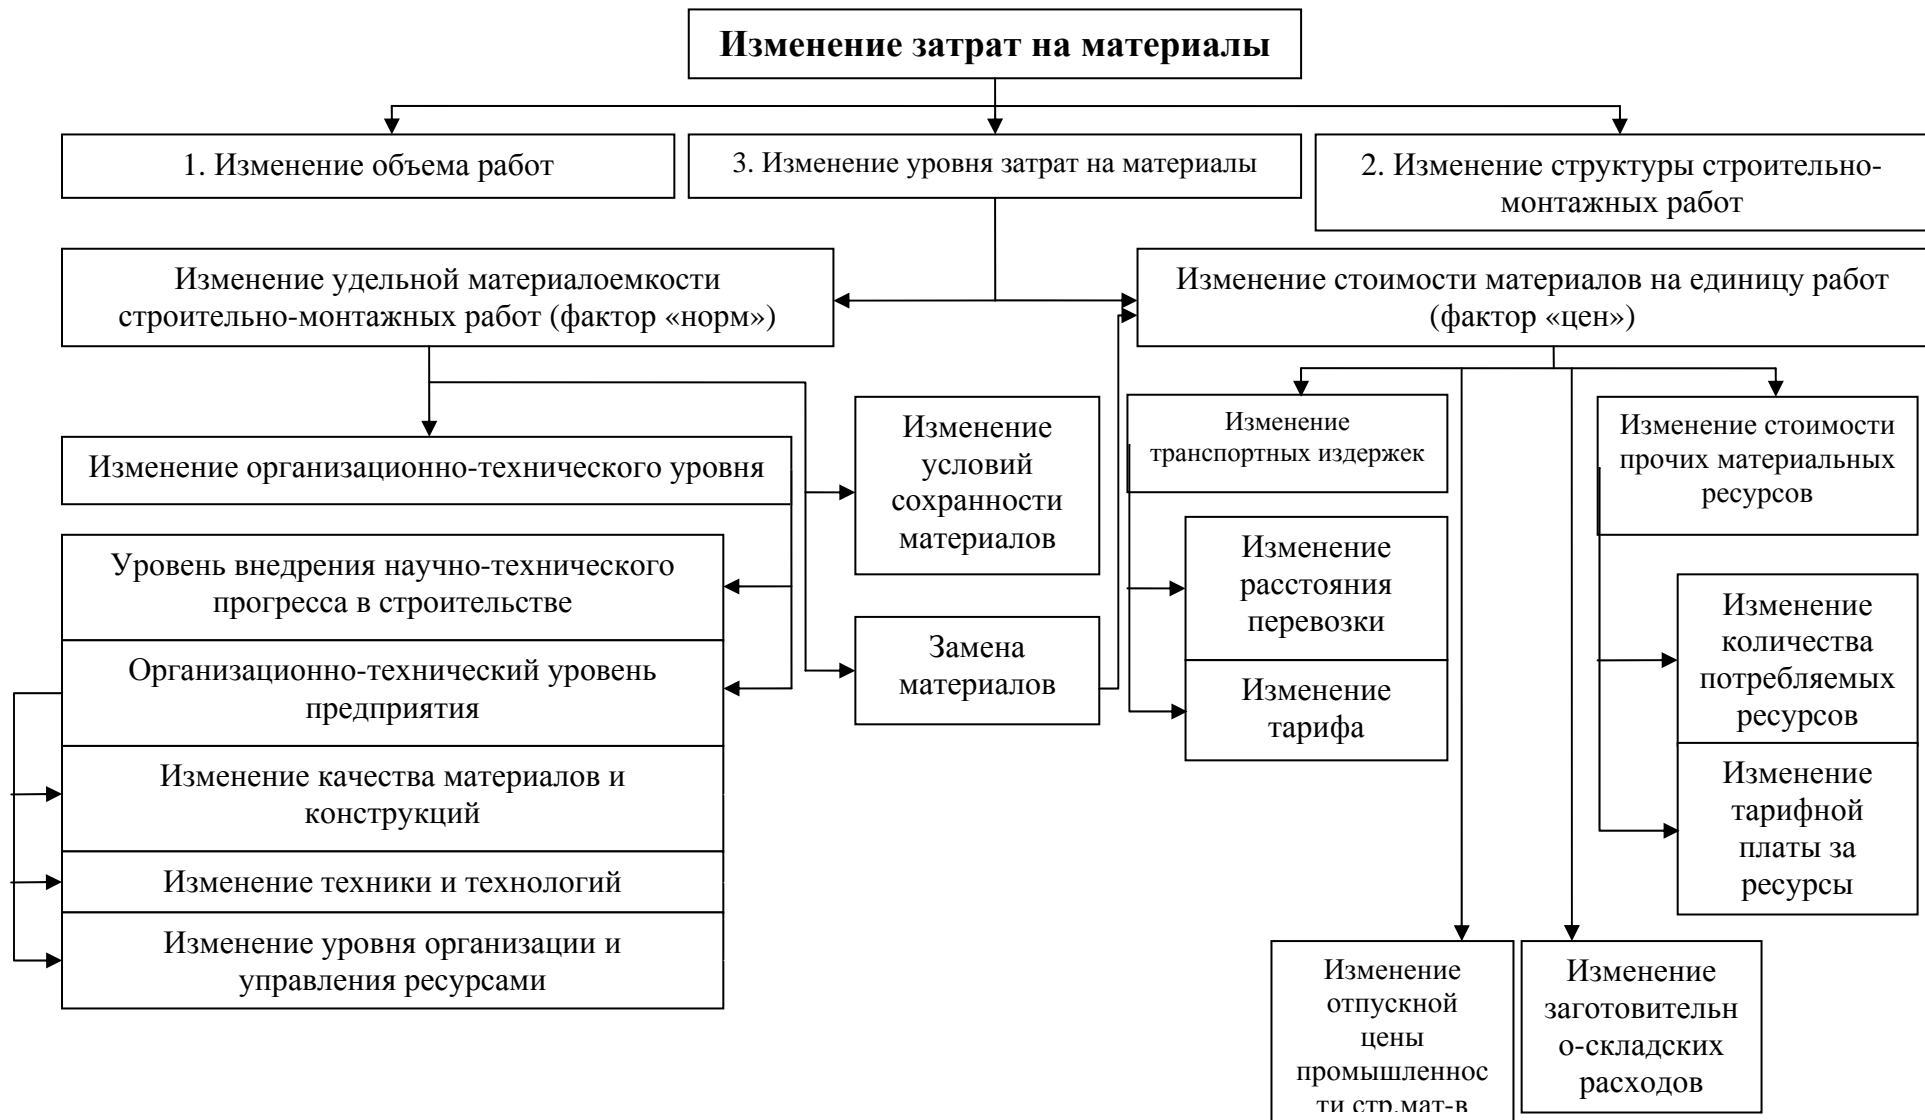 Изменение затрат на материалы
1. Изменение объема работ
3. Изменение уровня затрат на материалы
2. Изменение структуры строительно-
монтажных работ
Изменение удельной материалоемкости
строительно-монтажных работ (фактор «норм»)
Изменение стоимости материалов на единицу работ
(фактор «цен»)
Изменение организационно-технического уровня
Уровень внедрения научно-технического
прогресса в строительстве
Организационно-технический уровень
предприятия
Изменение качества материалов и
конструкций
Изменение техники и технологий
Изменение уровня организации и
управления ресурсами
Изменение
условий
сохранности
материалов
Замена
материалов
Изменение
транспортных издержек
Изменение
расстояния
перевозки
Изменение
тарифа
Изменение стоимости
прочих материальных
ресурсов
Изменение
количества
потребляемых
ресурсов
Изменение
тарифной
платы за
ресурсы
Изменение
отпускной
цены
промышленнос
ти стр.мат-в
Изменение
заготовительн
о-складских
расходов